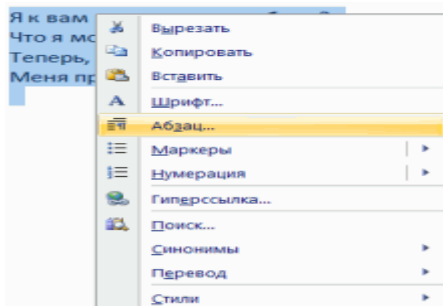 Я к вам
Что я мо
Теперь,
Меня пр
Вырезать
Копировать
Вставить
Шрифт...
Абзац...
Маркеры
Нумерация
Гиперссылка...
Поиск...
Синонимы
Перевод
Стили